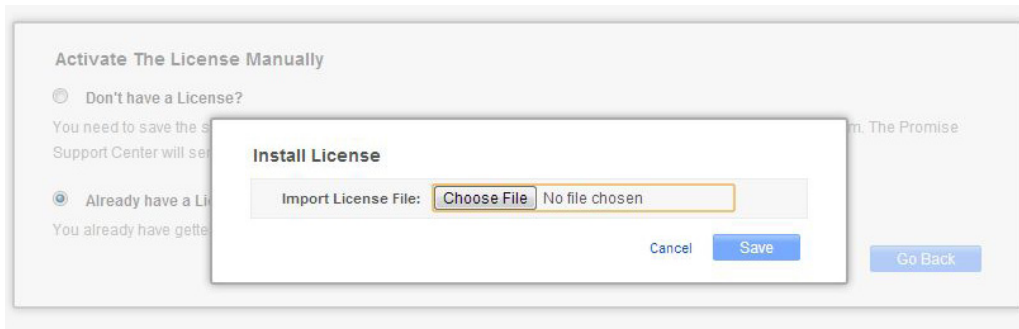 Activate The License Manually
Don't have a License?
You need to save the s
m. The Promise
Support Center will ser
Install License
Import License File: Choose File No file chosen
Already have a Li
You already have gette
Cancel Save
Go Back